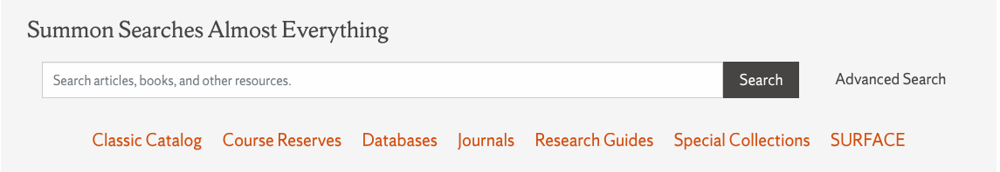 Summon Searches Almost Everything
Search articles, books, and other resources. Search Advanced Search
Classic Catalog Course Reserves Databases Journals Research Guides Special Collections SURFACE